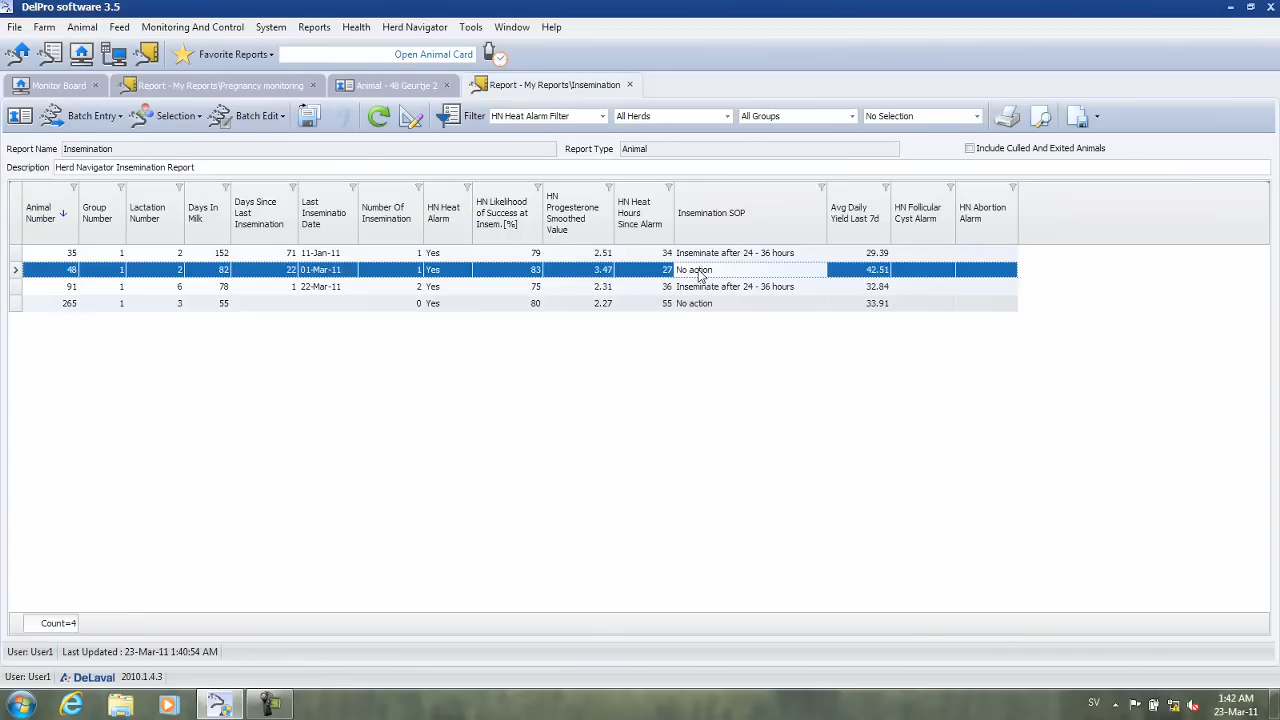 DelPro software 3.5
File Farm Animal Feed Monitoring And Control System Reports Health Herd Navigator Tools Window Help
Favorite Reports Open Animal Card
Monitor Board × Report - My Reports\Pregnancy monitoring × Animal - 48 Geurtje 2 × Report - My Reports\Insemination ×
Batch Entry Selection Batch Edit Filter HN Heat Alarm Filter All Herds All Groups No Selection
Report Name Insemination Report Type Animal Include Culled And Exited Animals
Description Herd Navigator Insemination Report
Animal Number Group Number Lactation Number Days In Milk Days Since Last Insemination Last Inseminatio Date Number Of Insemination HN Heat Alarm HN Likelihood of Success at Insem. [%] HN Progesterone Smoothed Value HN Heat Hours Since Alarm Insemination SOP Avg Daily Yield Last 7d HN Follicular Cyst Alarm HN Abortion Alarm
35 1 2 152 71 11-Jan-11 1 Yes 79 2.51 34 Inseminate after 24 - 36 hours 29.39
48 1 2 82 22 01-Mar-11 1 Yes 83 3.47 27 No action 42.51
91 1 6 78 1 22-Mar-11 2 Yes 75 2.31 36 Inseminate after 24 - 36 hours 32.84
265 1 3 55 0 Yes 80 2.27 55 No action 33.91
Count=4
User: User1 Last Updated : 23-Mar-11 1:40:54 AM
User: User1 DeLaval 2010.1.4.3
SV 1:42 AM
23-Mar-11